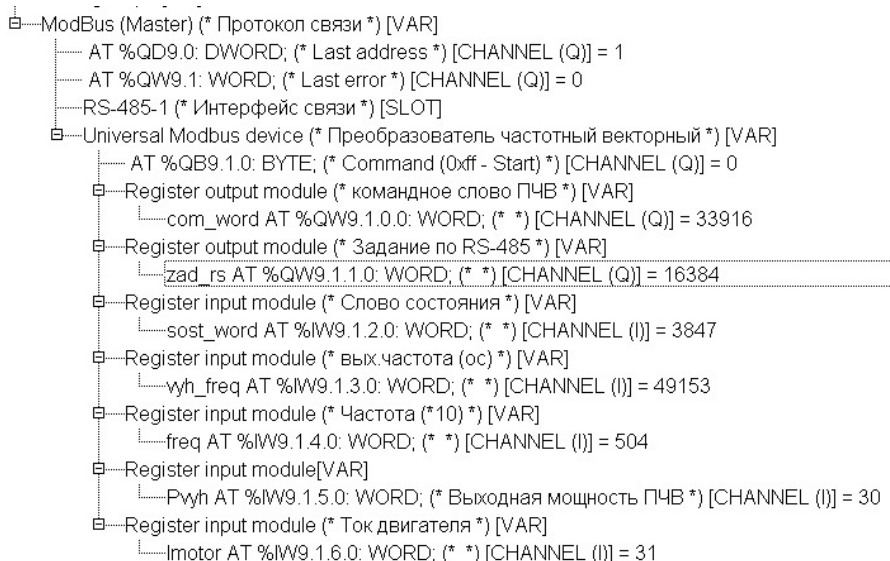 ModBus (Master) (* Протокол связи *) [VAR]
AT %QD9.0: DWORD; (* Last address *) [CHANNEL (Q)] = 1
AT %QW9.1: WORD; (* Last error *) [CHANNEL (Q)] = 0
RS-485-1 (* Интерфейс связи *) [SLOT]
Universal Modbus device (* Преобразователь частотный векторный *) [VAR]
AT %QB9.1.0: BYTE; (* Command (0xff - Start) *) [CHANNEL (Q)] = 0
Register output module (* командное слово ПЧВ *) [VAR]
com_word AT %QW9.1.0.0: WORD; (* *) [CHANNEL (Q)] = 33916
Register output module (* Задание по RS-485 *) [VAR]
zad_rs AT %QW9.1.1.0: WORD; (* *) [CHANNEL (Q)] = 16384
Register input module (* Слово состояния *) [VAR]
sost_word AT %IW9.1.2.0: WORD; (* *) [CHANNEL (I)] = 3847
Register input module (* вых.частота (ос) *) [VAR]
vyh_freq AT %IW9.1.3.0: WORD; (* *) [CHANNEL (I)] = 49153
Register input module (* Частота (*10) *) [VAR]
freq AT %IW9.1.4.0: WORD; (* *) [CHANNEL (I)] = 504
Register input module[VAR]
Pvyh AT %IW9.1.5.0: WORD; (* Выходная мощность ПЧВ *) [CHANNEL (I)] = 30
Register input module (* Ток двигателя *) [VAR]
Imotor AT %IW9.1.6.0: WORD; (* *) [CHANNEL (I)] = 31